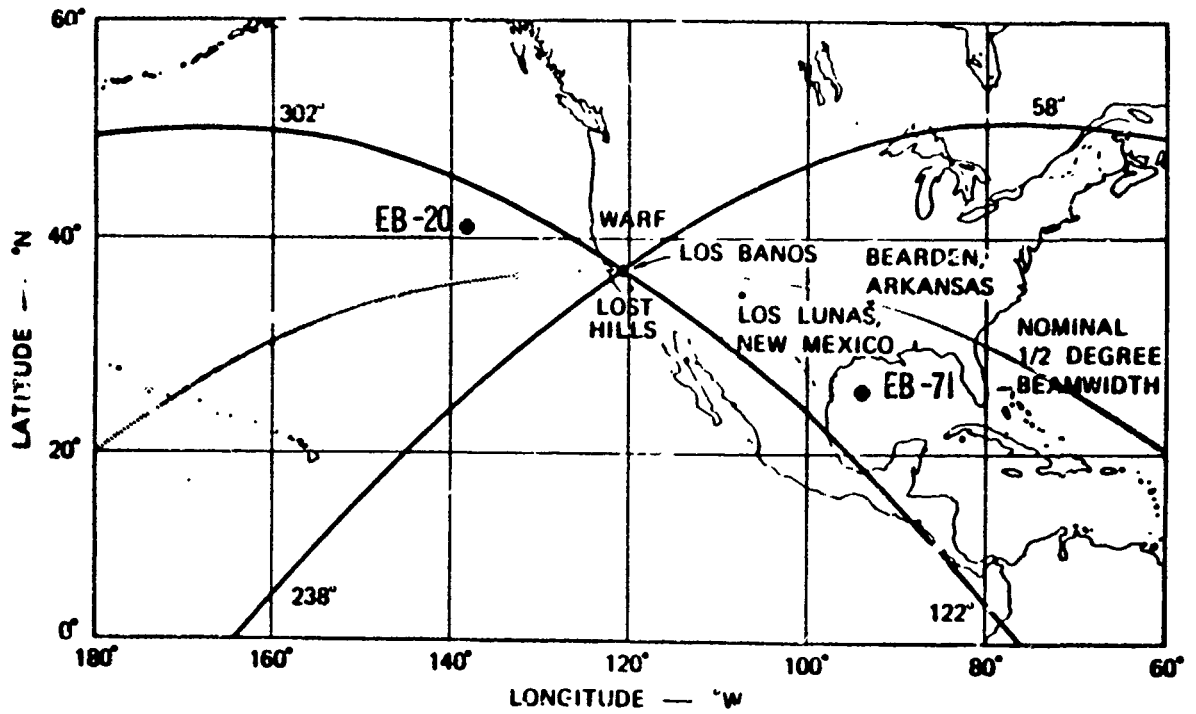 60°
302°
58°
EB-20
WARF
40°
LOS BANOS
BEARDEN,
ARKANSAS
LOST
HILLS
LOS LUNAS,
NEW MEXICO
NOMINAL
1/2 DEGREE
BEAMWIDTH
EB-71
LATITUDE — °N
20°
238°
122°
0°
180°
160°
140°
120°
100°
80°
60°
LONGITUDE — °W